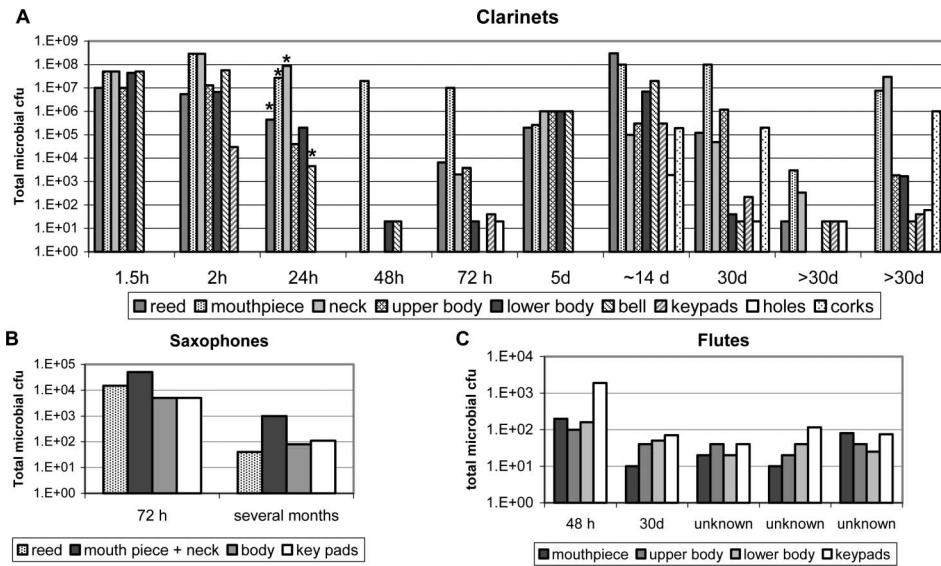 A
Clarinets
Total microbial cfu
1.E+09
1.E+08
1.E+07
1.E+06
1.E+05
1.E+04
1.E+03
1.E+02
1.E+01
1.E+00
* * * *
1.5h 2h 24h 48h 72 h 5d ~14 d 30d >30d >30d
reed mouthpiece neck upper body lower body bell keypads holes corks
B
Saxophones
Total microbial cfu
1.E+05
1.E+04
1.E+03
1.E+02
1.E+01
1.E+00
72 h several months
reed mouth piece + neck body key pads
C
Flutes
total microbial cfu
1.E+04
1.E+03
1.E+02
1.E+01
1.E+00
48 h 30d unknown unknown unknown
mouthpiece upper body lower body keypads